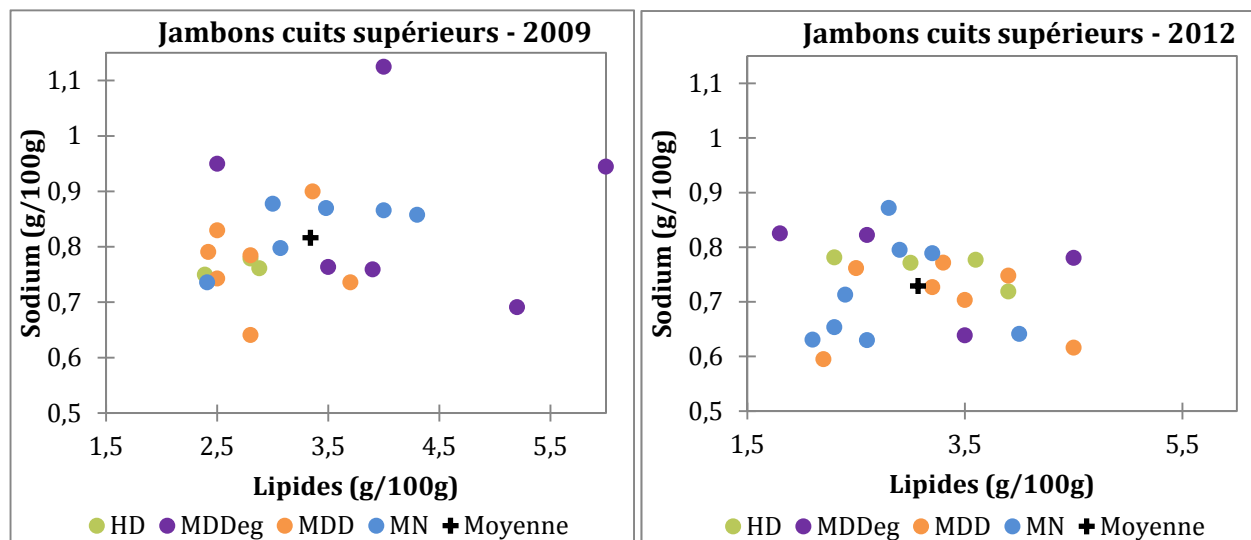 Jambons cuits supérieurs - 2009
Sodium (g/100g)
1,1
1
0,9
0,8
0,7
0,6
0,5
1,5 2,5 3,5 4,5 5,5
Lipides (g/100g)
HD MDDeg MDD MN Moyenne
Jambons cuits supérieurs - 2012
Sodium (g/100g)
1,1
1
0,9
0,8
0,7
0,6
0,5
1,5 3,5 5,5
Lipides (g/100g)
HD MDDeg MDD MN Moyenne